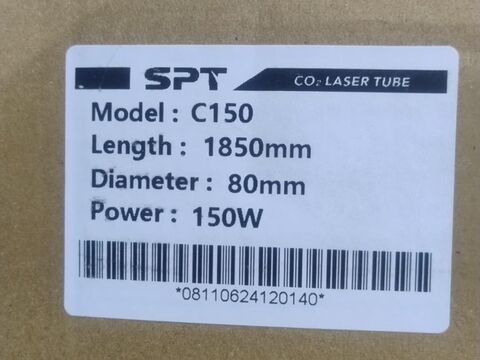 SPT CO₂ LASER TUBE
Model : C150
Length : 1850mm
Diameter : 80mm
Power : 150W
*08110624120140*